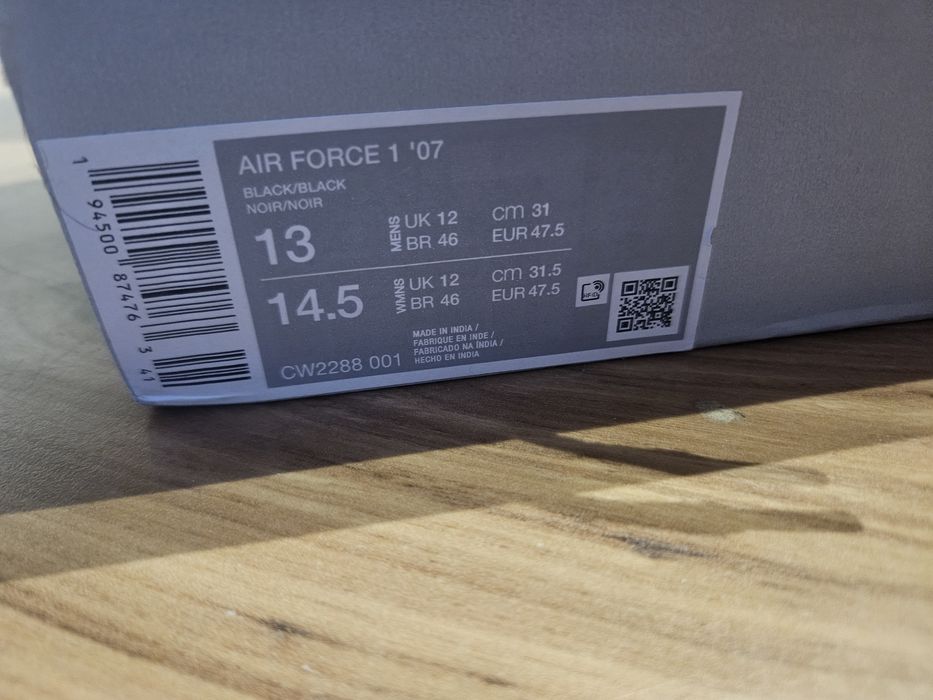 AIR FORCE 1 '07
BLACK/BLACK
NOIR/NOIR
13
MENS
UK 12
BR 46
cm 31
EUR 47.5
14.5
WMNS
UK 12
BR 46
cm 31.5
EUR 47.5
RFID
CW2288 001
MADE IN INDIA /
FABRIQUE EN INDE /
FABRICADO NA ÍNDIA /
HECHO EN INDIA
1 94500 87476 3 41